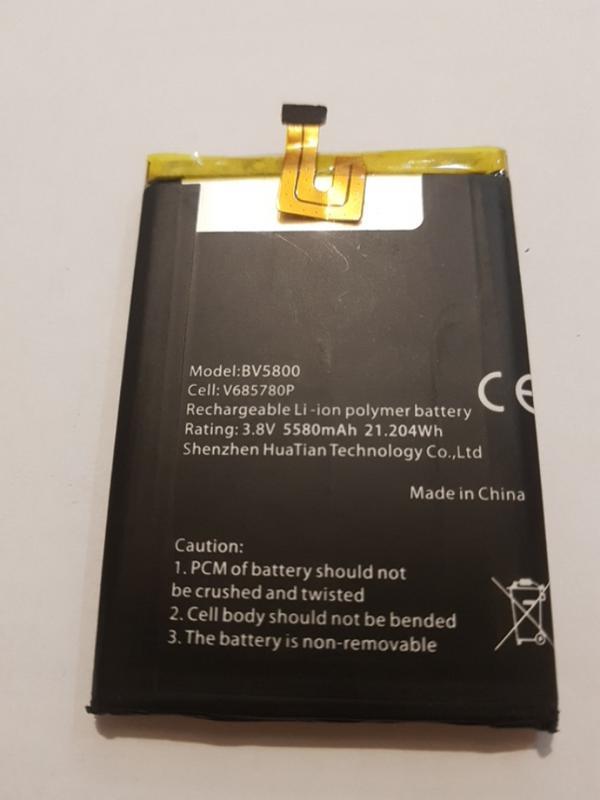 Model:BV5800
Cell: V685780P
Rechargeable Li-ion polymer battery
Rating: 3.8V 5580mAh 21.204Wh
Shenzhen HuaTian Technology Co.,Ltd
CE
Made in China
Caution:
1. PCM of battery should not
be crushed and twisted
2. Cell body should not be bended
3. The battery is non-removable